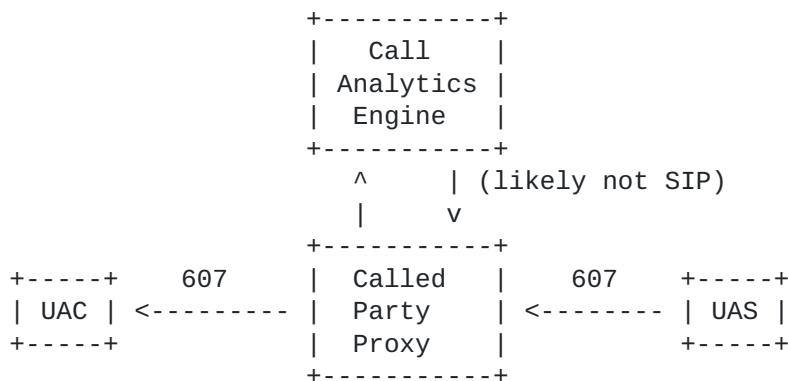 +-----------+
|   Call    |
| Analytics |
|  Engine   |
+-----------+
^     | (likely not SIP)
|     v
+-----------+
+-----+    607    |  Called   |    607    +-----+
| UAC | <--------- |  Party    | <-------- | UAS |
+-----+           |  Proxy    |           +-----+
+-----------+